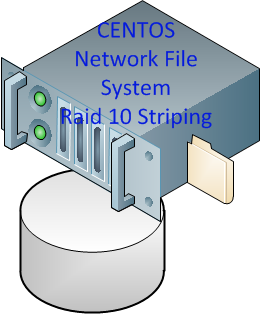 CENTOS
Network File
System
Raid 10 Striping